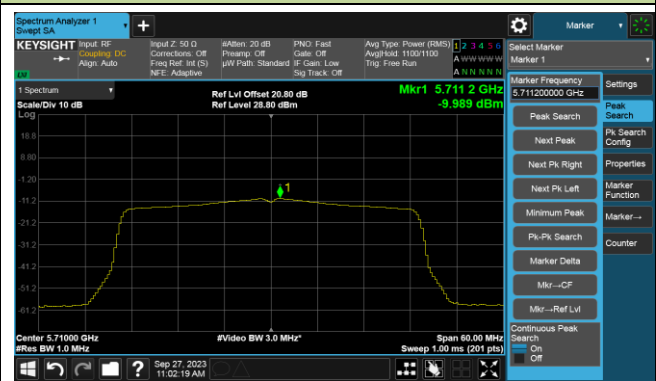 Spectrum Analyzer 1
Swept SA
+
Marker
KEYSIGHT
Input: RF
Coupling: DC
Align: Auto
LXI
Input Z: 50 Ω
Corrections: Off
Freq Ref: Int (S)
NFE: Adaptive
#Atten: 20 dB
Preamp: Off
µW Path: Standard
PNO: Fast
Gate: Off
IF Gain: Low
Sig Track: Off
Avg Type: Power (RMS)
Avg|Hold: 1100/1100
Trig: Free Run
1 2 3 4 5 6
A W W W W W
A N N N N N
Select Marker
Marker 1
1 Spectrum
Scale/Div 10 dB
Log
Ref Lvl Offset 20.80 dB
Ref Level 28.80 dBm
Mkr1 5.711 2 GHz
-9.989 dBm
18.8
8.80
-1.20
-11.2
-21.2
-31.2
-41.2
-51.2
-61.2
1
Center 5.71000 GHz
#Res BW 1.0 MHz
#Video BW 3.0 MHz*
Span 60.00 MHz
Sweep 1.00 ms (201 pts)
Marker Frequency
5.711200000 GHz
Peak Search
Next Peak
Next Pk Right
Next Pk Left
Minimum Peak
Pk-Pk Search
Marker Delta
Mkr→CF
Mkr→Ref Lvl
Continuous Peak
Search
On
Off
Settings
Peak
Search
Pk Search
Config
Properties
Marker
Function
Marker→
Counter
?
Sep 27, 2023
11:02:19 AM